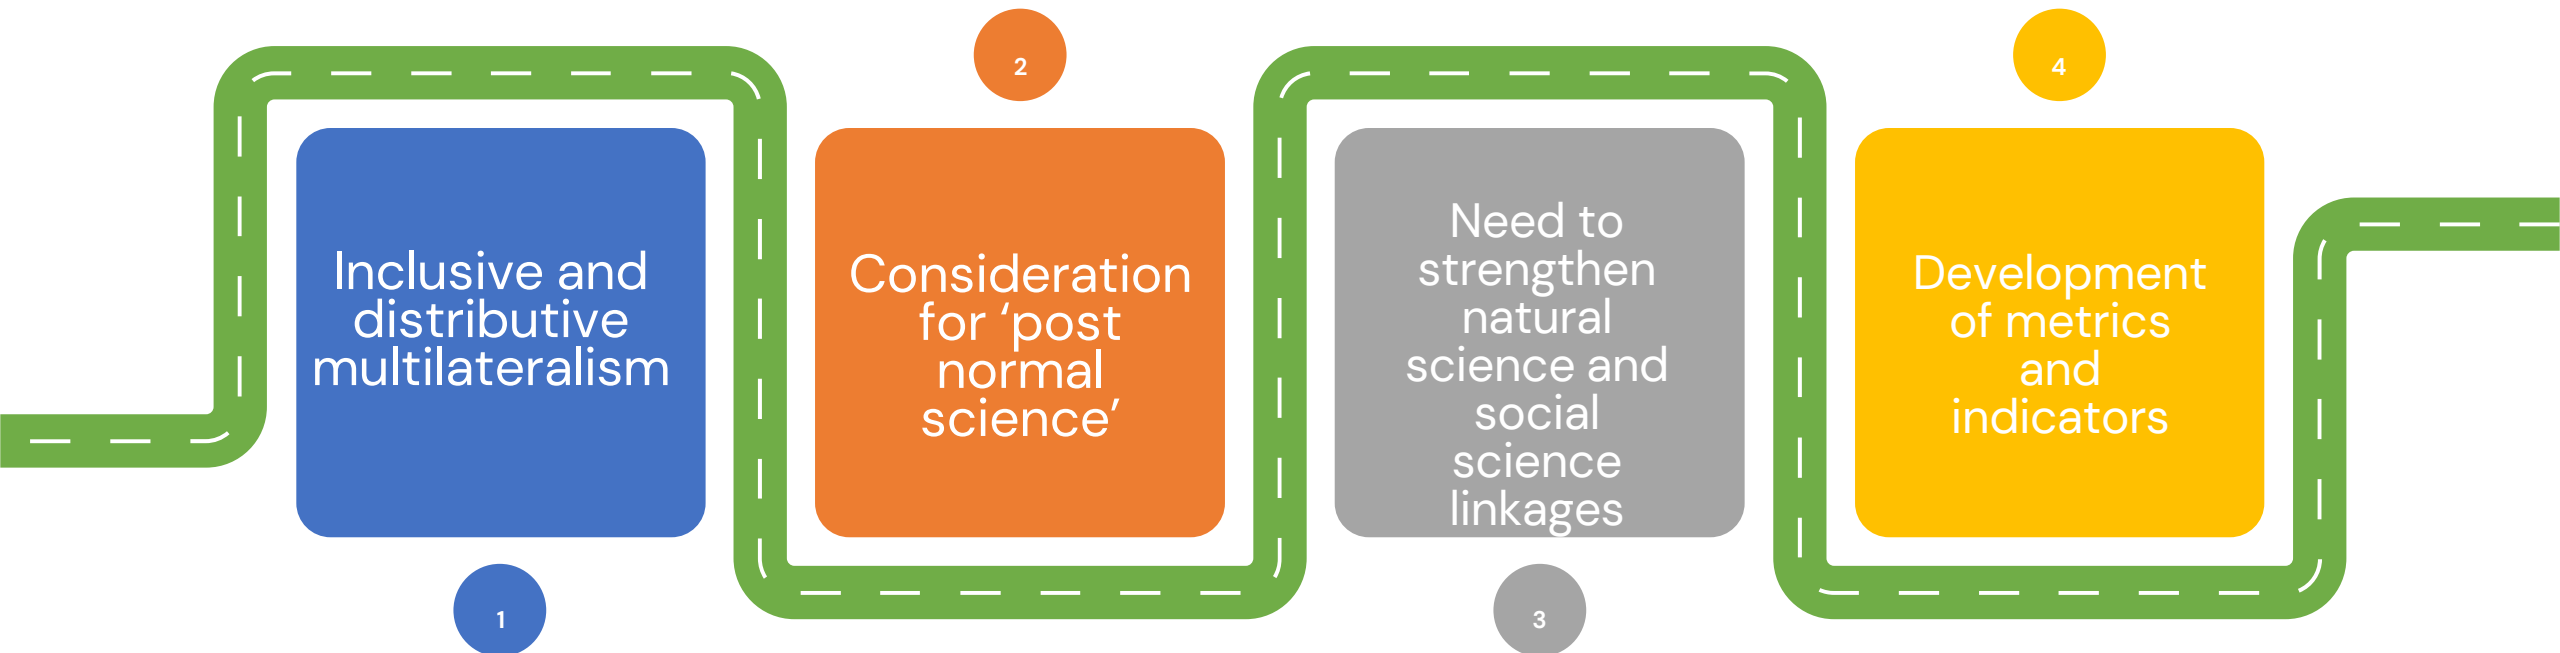 Inclusive and
distributive
multilateralism
1
2
Consideration
for ‘post
normal
science’
Need to
strengthen
natural
science and
social
science
linkages
3
4
Development
of metrics
and
indicators